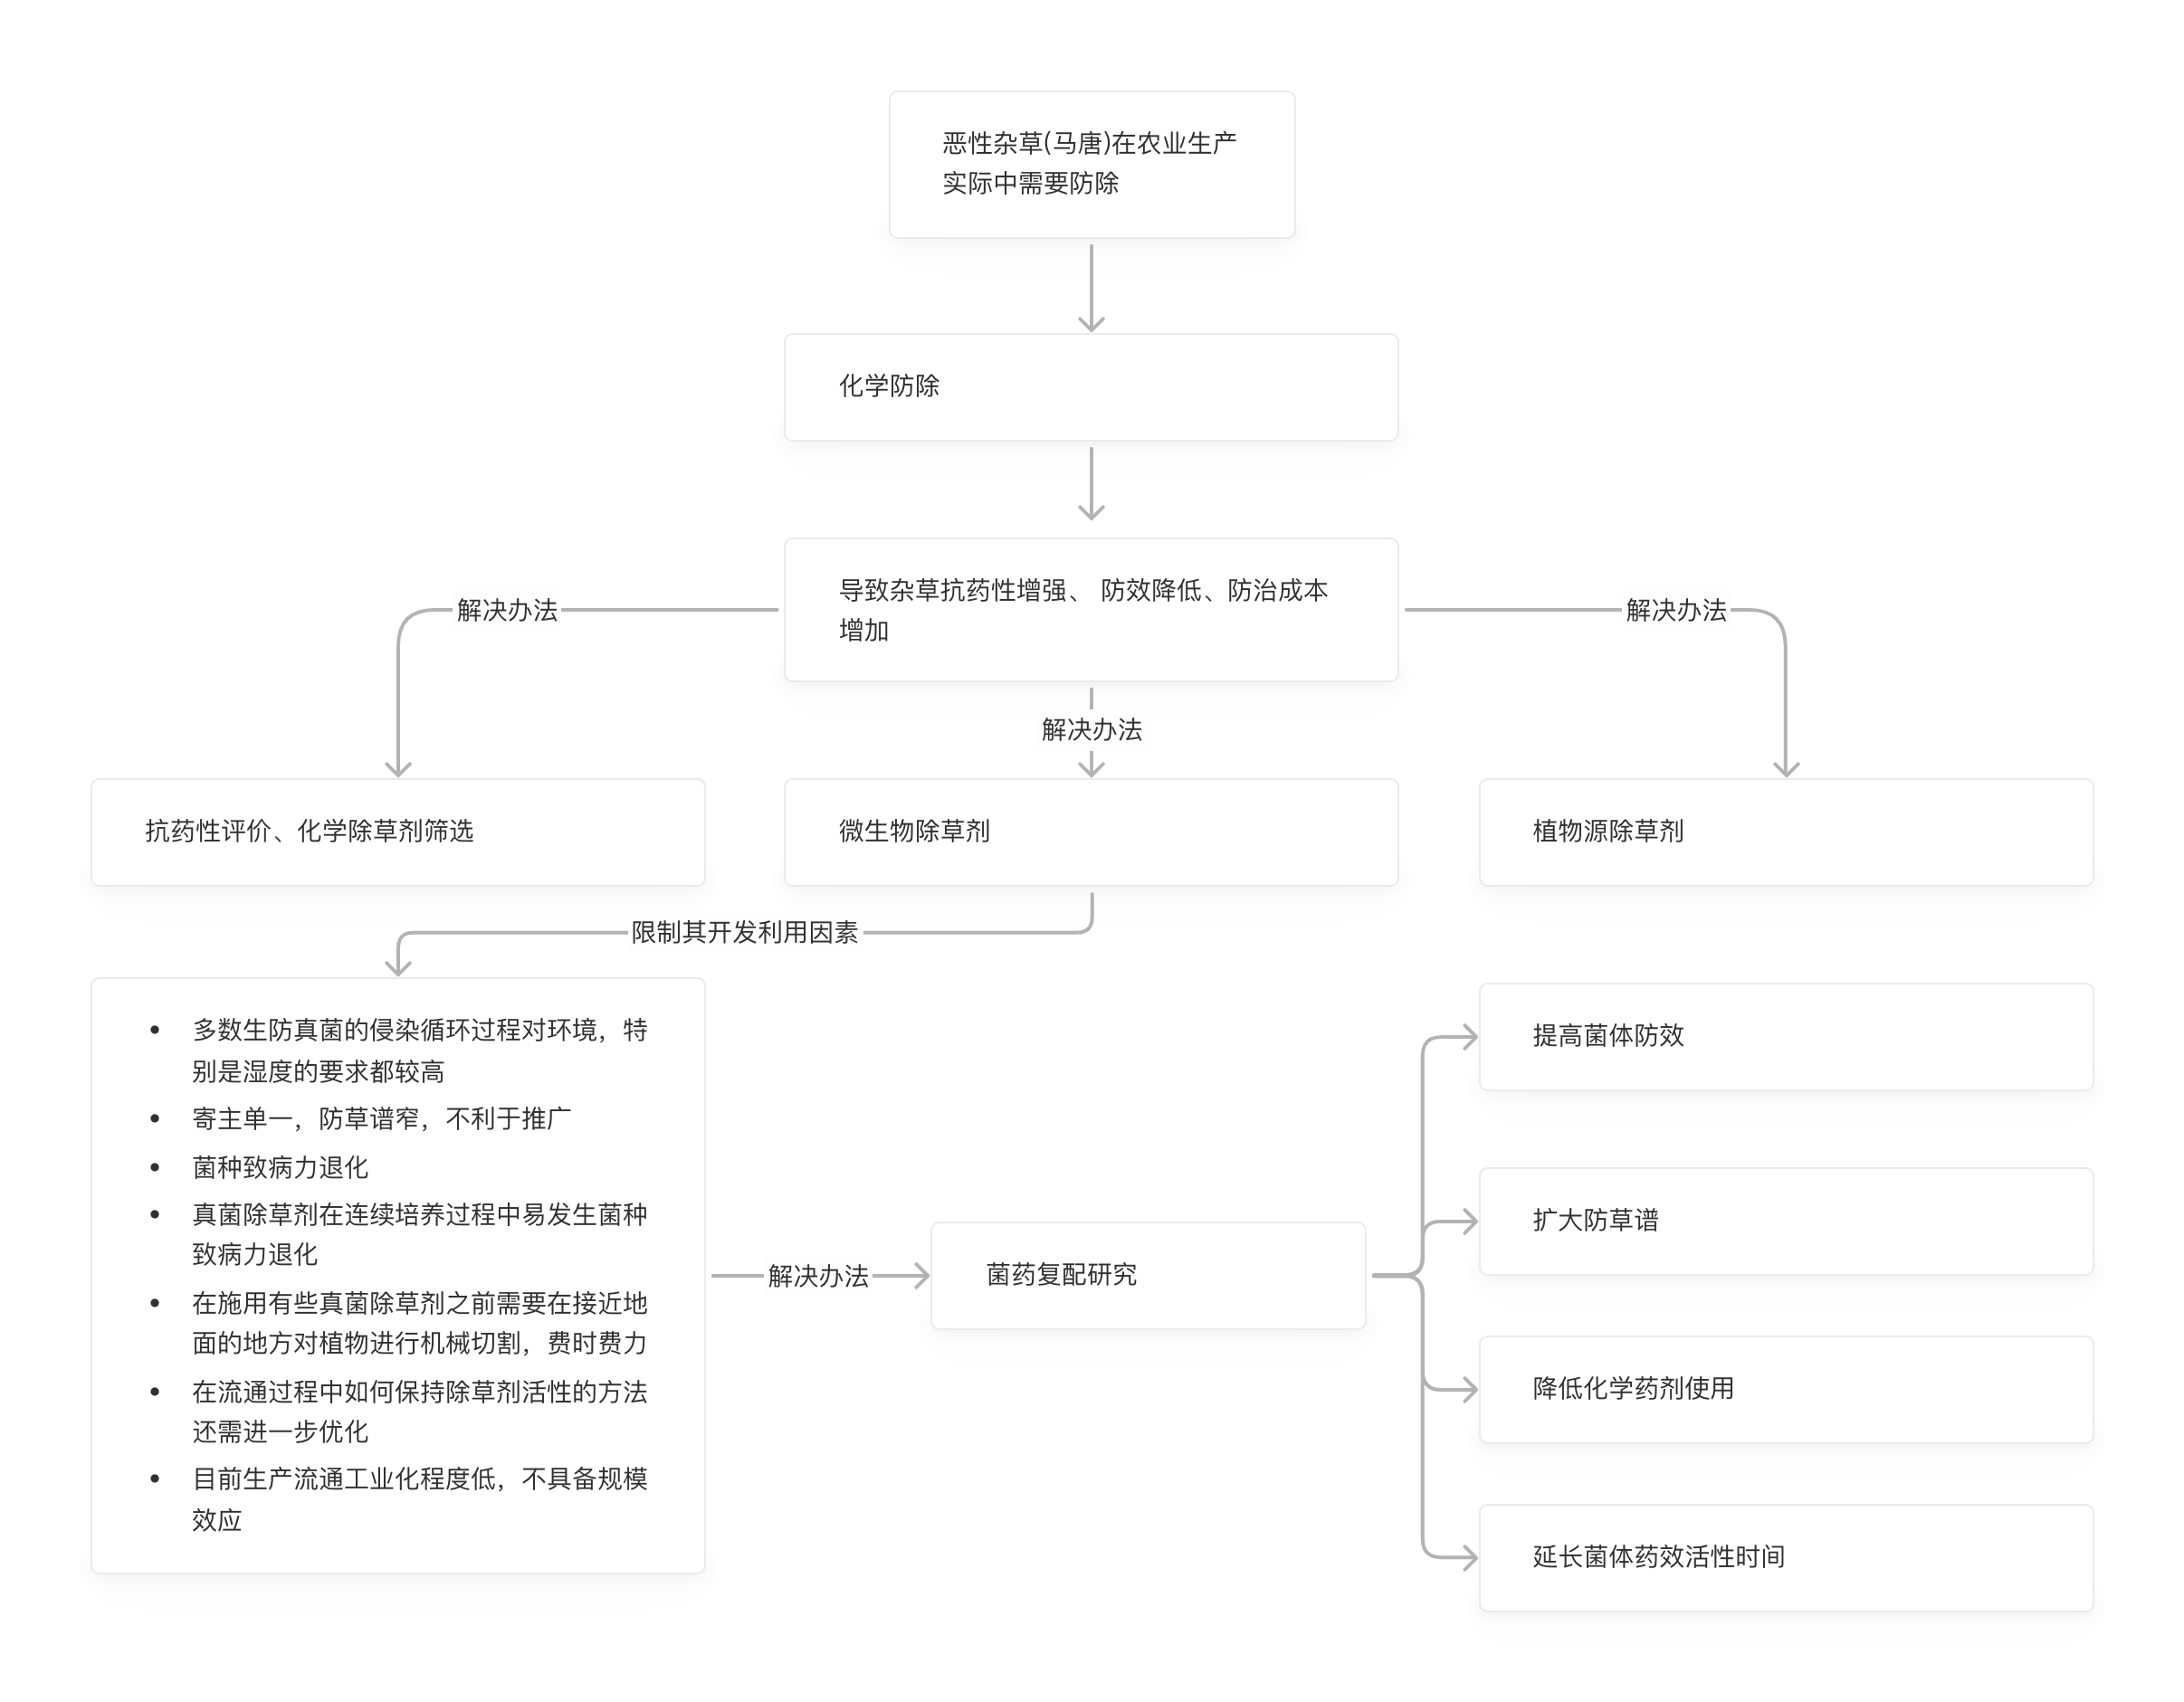 恶性杂草(马唐)在农业生产
实际中需要防除
化学防除
导致杂草抗药性增强、 防效降低、防治成本
增加
解决办法
解决办法
解决办法
抗药性评价、化学除草剂筛选
微生物除草剂
植物源除草剂
限制其开发利用因素
• 多数生防真菌的侵染循环过程对环境，特
别是湿度的要求都较高
• 寄主单一，防草谱窄，不利于推广
• 菌种致病力退化
• 真菌除草剂在连续培养过程中易发生菌种
致病力退化
• 在施用有些真菌除草剂之前需要在接近地
面的地方对植物进行机械切割，费时费力
• 在流通过程中如何保持除草剂活性的方法
还需进一步优化
• 目前生产流通工业化程度低，不具备规模
效应
解决办法
菌药复配研究
提高菌体防效
扩大防草谱
降低化学药剂使用
延长菌体药效活性时间